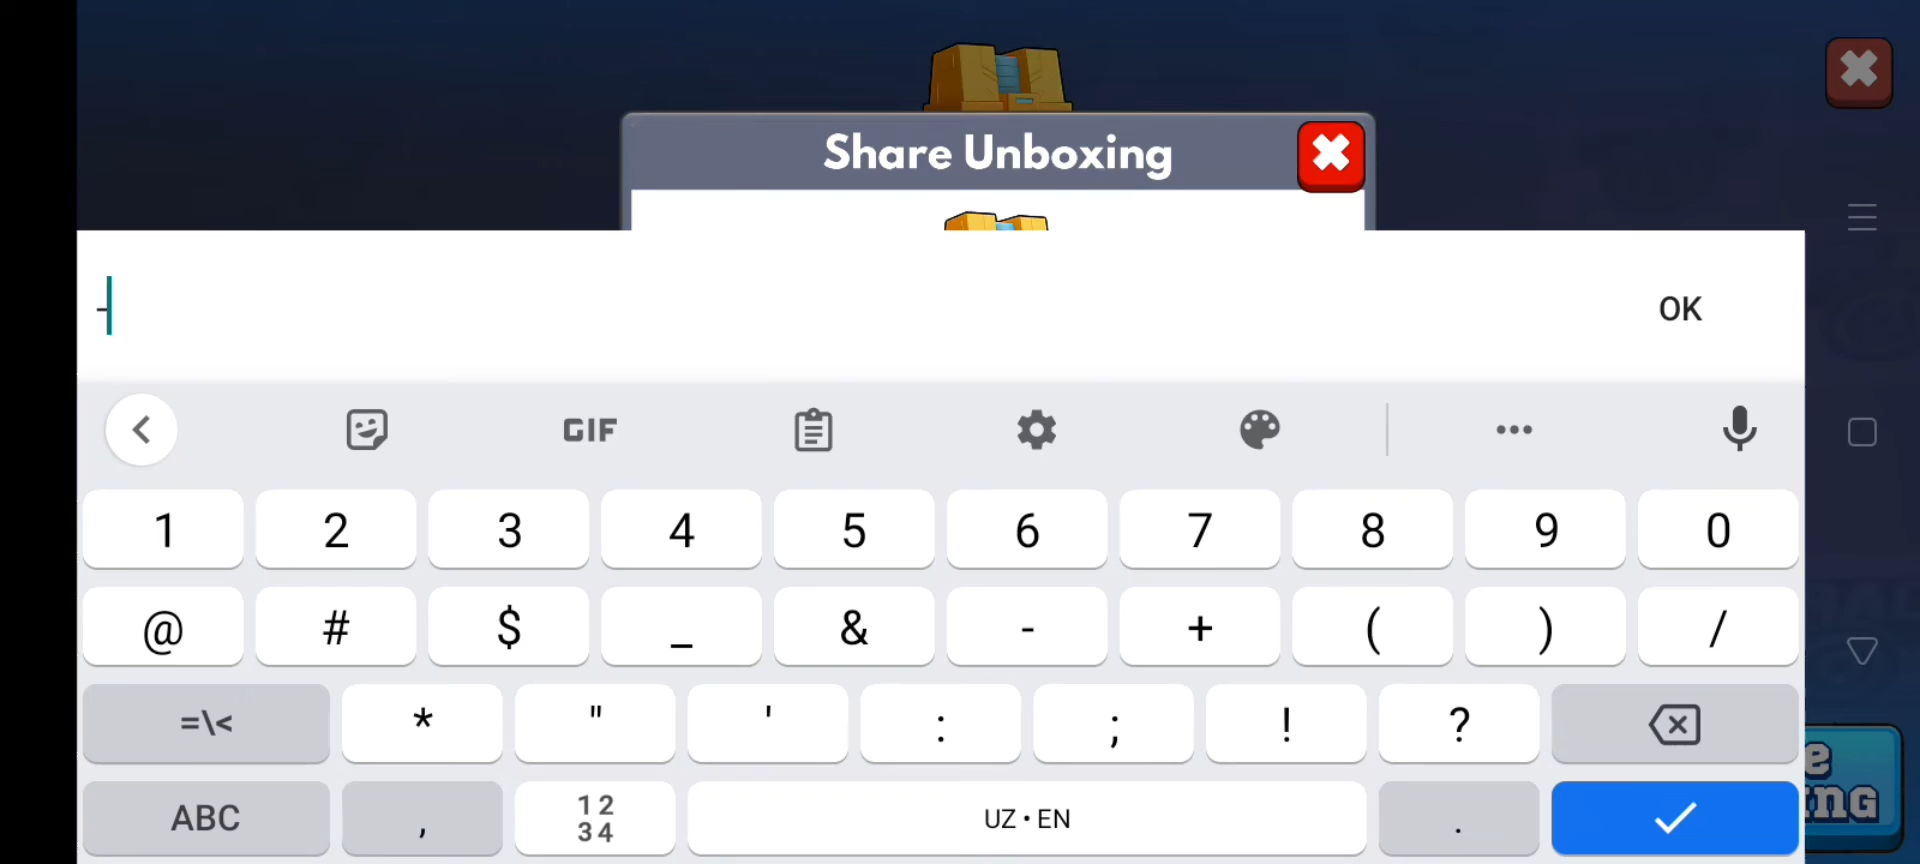 Share Unboxing
-
OK
GIF
1 2 3 4 5 6 7 8 9 0
@ # $ _ & - + ( ) /
=\< * " ' : ; ! ?
ABC , 12 34 UZ • EN .